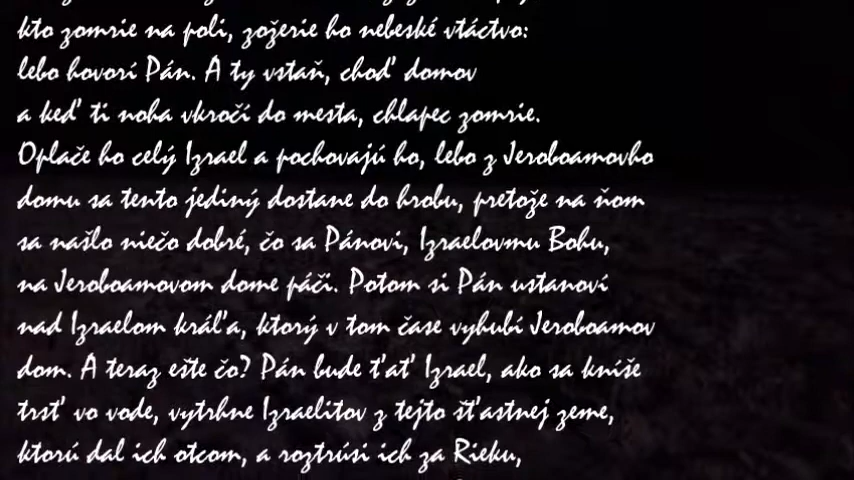 kto zomrie na poli, zožerie ho nebeské vtáctvo:
lebo hovorí Pán. A ty vstaň, choď domov
a keď ti noha vkročí do mesta, chlapec zomrie.
Oplače ho celý Izrael a pochovajú ho, lebo z Jeroboamovho
domu sa tento jediný dostane do hrobu, pretože na ňom
sa našlo niečo dobré, čo sa Pánovi, Izraelovmu Bohu,
na Jeroboamovom dome páči. Potom si Pán ustanoví
nad Izraelom kráľa, ktorý v tom čase vyhubí Jeroboamov
dom. A teraz ešte čo? Pán bude ťať Izrael, ako sa kníše
trsť vo vode, vytrhne Izraelitov z tejto šťastnej zeme,
ktorú dal ich otcom, a roztrúsi ich za Rieku,